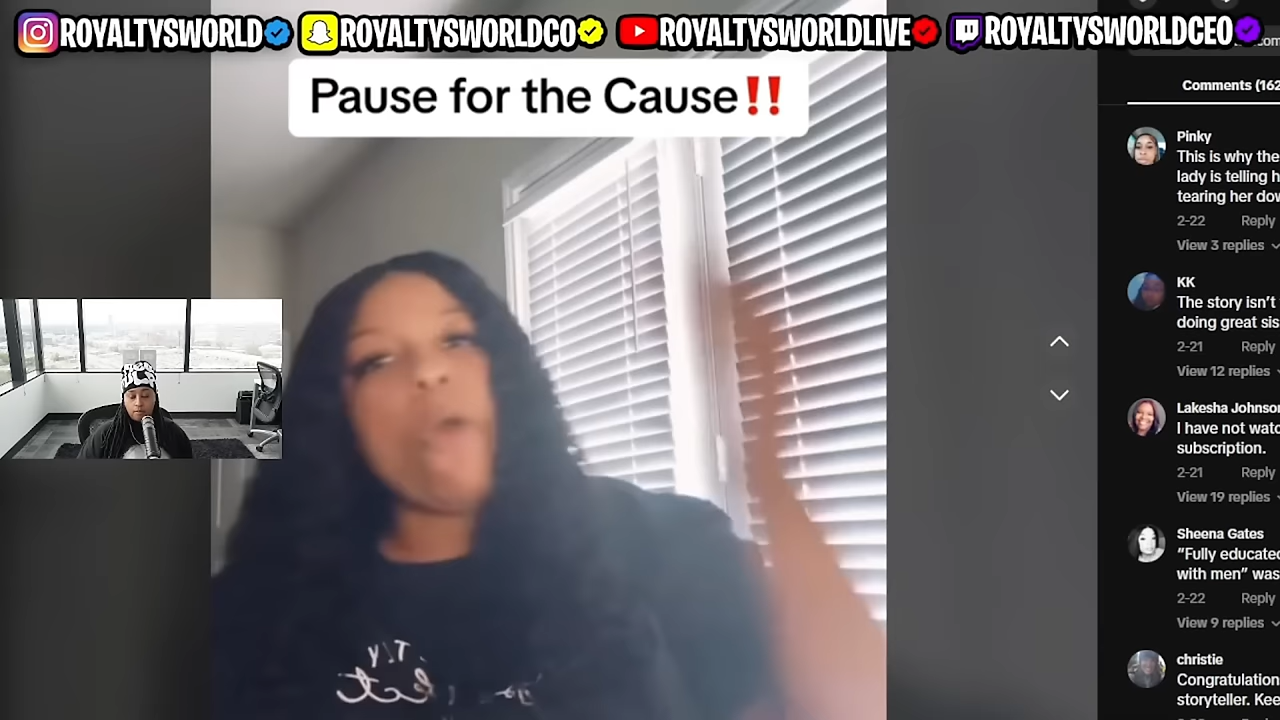 ROYALTYSWORLD ROYALTYSWORLDCO ROYALTYSWORLDLIVE ROYALTYSWORLDCEO
Pause for the Cause‼
Comments (162
Pinky
This is why the
lady is telling h
tearing her dow
2-22 Reply
View 3 replies
KK
The story isn't
doing great sis
2-21 Reply
View 12 replies
Lakesha Johnson
I have not watc
subscription.
2-21 Reply
View 19 replies
Sheena Gates
“Fully educated
with men” was
2-22 Reply
View 9 replies
christie
Congratulation
storyteller. Kee